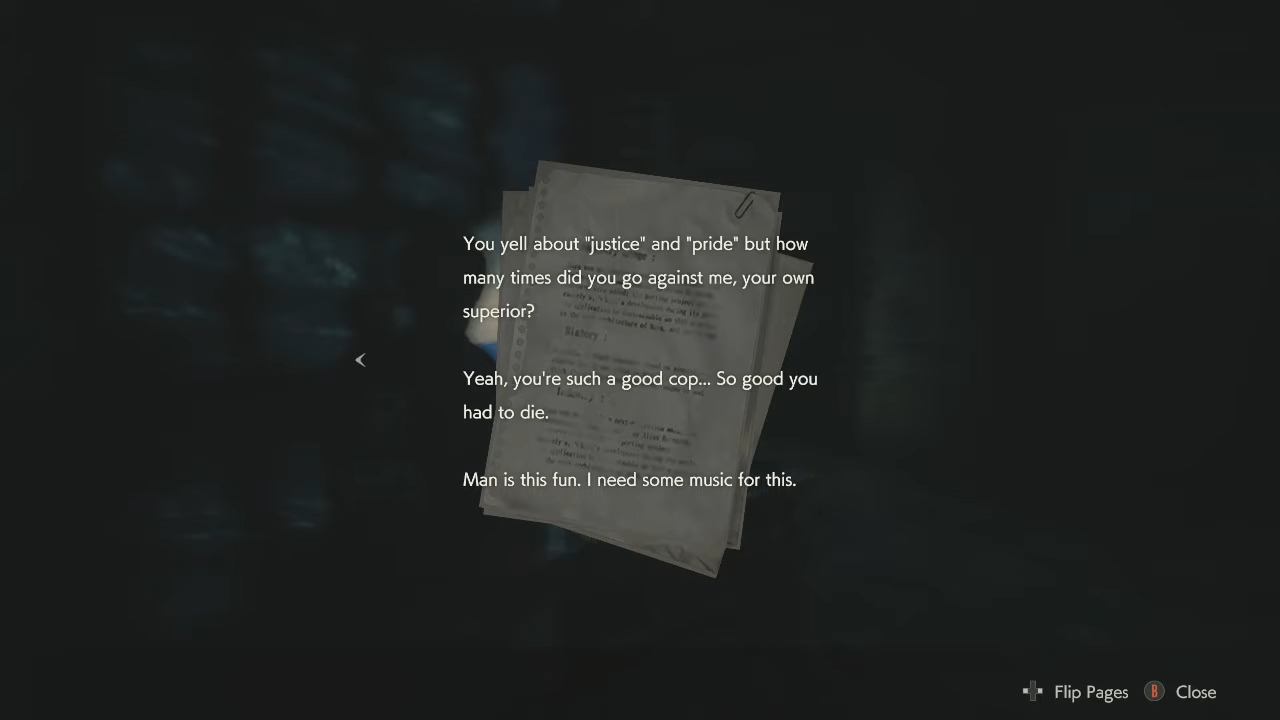 You yell about "justice" and "pride" but how
many times did you go against me, your own
superior?
Yeah, you're such a good cop... So good you
had to die.
Man is this fun. I need some music for this.
History :
Flip Pages B Close